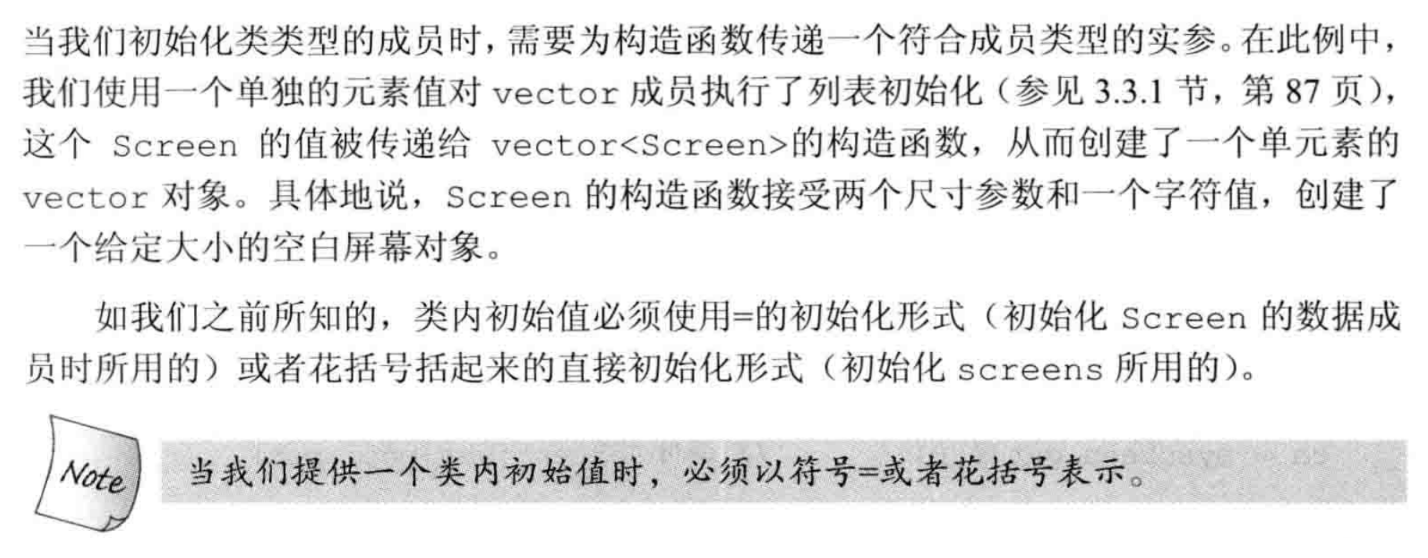 当我们初始化类类型的成员时，需要为构造函数传递一个符合成员类型的实参。在此例中，
我们使用一个单独的元素值对 vector 成员执行了列表初始化（参见 3.3.1 节，第 87 页），
这个 Screen 的值被传递给 vector<Screen>的构造函数，从而创建了一个单元素的
vector 对象。具体地说，Screen 的构造函数接受两个尺寸参数和一个字符值，创建了
一个给定大小的空白屏幕对象。
如我们之前所知的，类内初始值必须使用=的初始化形式（初始化 Screen 的数据成
员时所用的）或者花括号括起来的直接初始化形式（初始化 screens 所用的）。
Note
当我们提供一个类内初始值时，必须以符号=或者花括号表示。